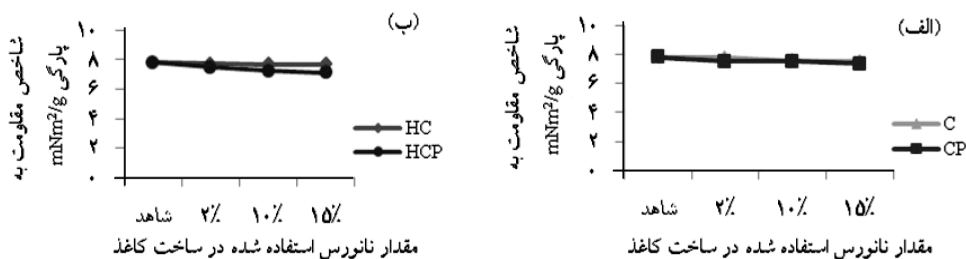 (الف)
شاخص مقاومت به
پارگی mNm²/g
۱۰
۸
۶
۴
۲
۰
C
CP
شاهد ۲٪ ۱۰٪ ۱۵٪
مقدار نانورس استفاده شده در ساخت کاغذ
(ب)
شاخص مقاومت به
پارگی mNm²/g
۱۰
۸
۶
۴
۲
۰
HC
HCP
شاهد ۲٪ ۱۰٪ ۱۵٪
مقدار نانورس استفاده شده در ساخت کاغذ